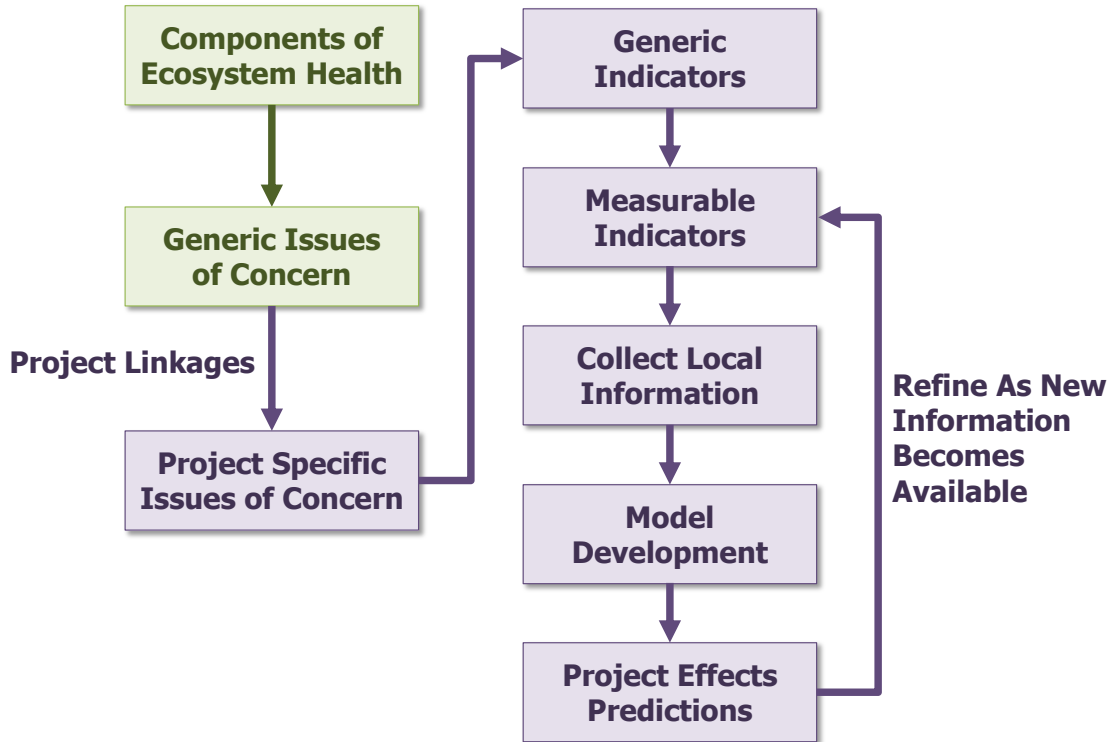 Components of
Ecosystem Health
Generic Issues
of Concern
Project Linkages
Project Specific
Issues of Concern
Generic
Indicators
Measurable
Indicators
Collect Local
Information
Model
Development
Project Effects
Predictions
Refine As New
Information
Becomes
Available